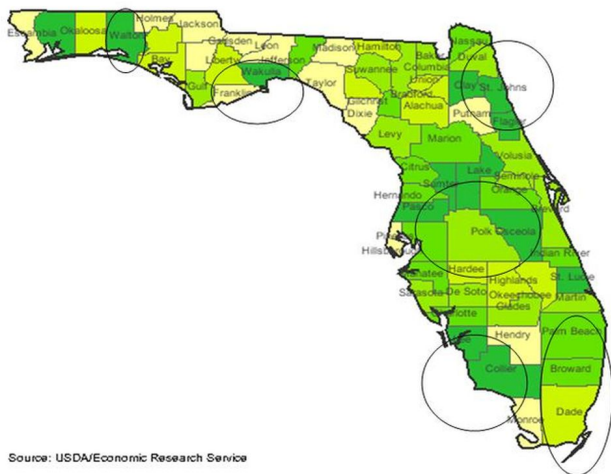 Holmes
Jackson
Escambia
Okaloosa
Walton
Gadsden
Leon
Madison
Hamilton
Nassau
Bay
Liberty
Jefferson
Baker
Duval
Wakulla
Suwannee
Columbia
Gulf
Franklin
Taylor
Union
Clay
St. Johns
Bradford
Gilchrist
Alachua
Putnam
Dixie
Flagler
Levy
Marion
Volusia
Citrus
Lake
Sumter
Seminole
Hernando
Orange
Pasco
Brevard
Polk
Osceola
Hillsborough
Indian River
Hardee
St. Lucie
Manatee
Highlands
Sarasota
De Soto
Okeechobee
Martin
Glades
Charlotte
Lee
Hendry
Palm Beach
Collier
Broward
Monroe
Dade
Source: USDA/Economic Research Service